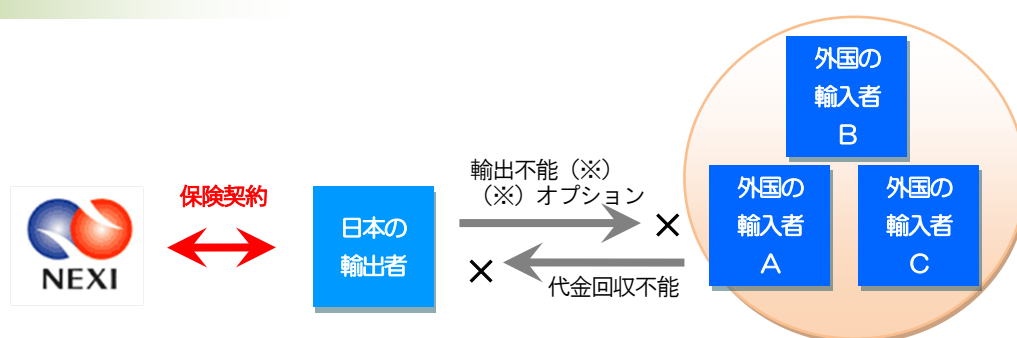 NEXI
保険契約
日本の
輸出者
輸出不能（※）
（※）オプション
×
×
代金回収不能
外国の
輸入者
B
外国の
輸入者
A
外国の
輸入者
C